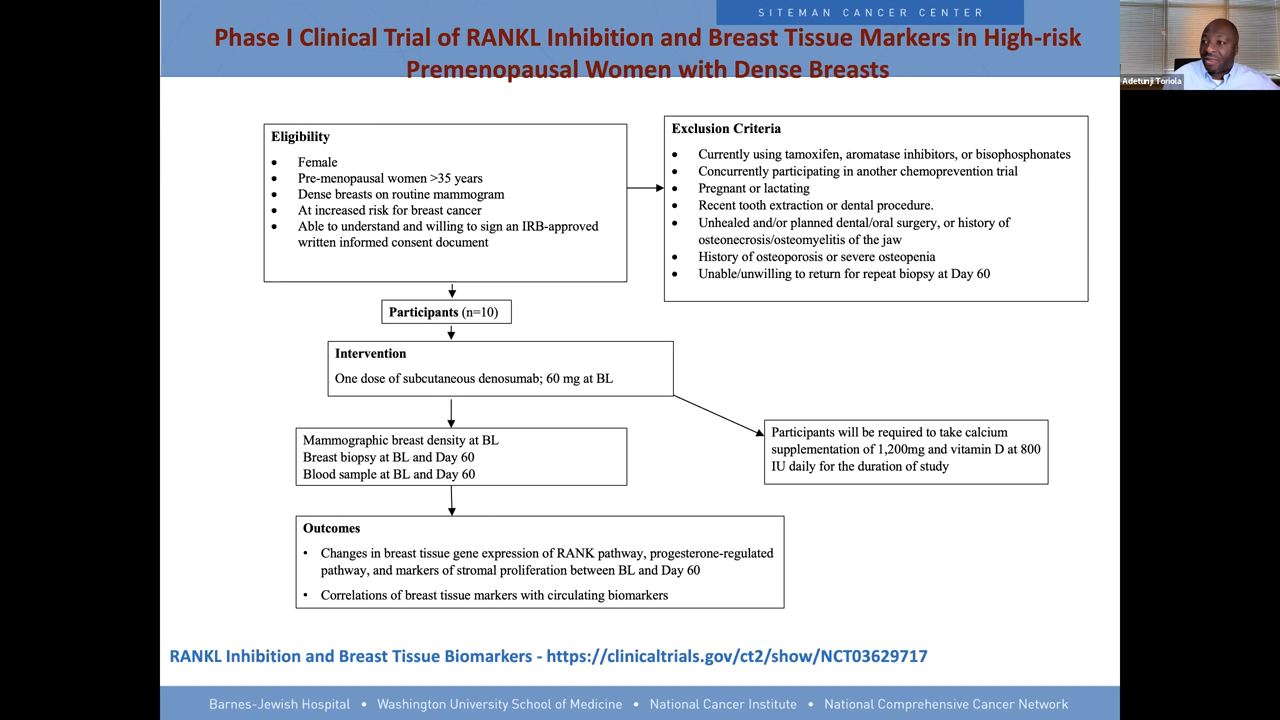 SITEMAN CANCER CENTER
Phase I Clinical Trial of RANKL Inhibition and Breast Tissue Markers in High-risk
Premenopausal Women with Dense Breasts
Adetunji Toriola
Eligibility
• Female
• Pre-menopausal women >35 years
• Dense breasts on routine mammogram
• At increased risk for breast cancer
• Able to understand and willing to sign an IRB-approved
written informed consent document
Exclusion Criteria
• Currently using tamoxifen, aromatase inhibitors, or bisophosphonates
• Concurrently participating in another chemoprevention trial
• Pregnant or lactating
• Recent tooth extraction or dental procedure.
• Unhealed and/or planned dental/oral surgery, or history of
osteonecrosis/osteomyelitis of the jaw
• History of osteoporosis or severe osteopenia
• Unable/unwilling to return for repeat biopsy at Day 60
Participants (n=10)
Intervention
One dose of subcutaneous denosumab; 60 mg at BL
Participants will be required to take calcium
supplementation of 1,200mg and vitamin D at 800
IU daily for the duration of study
Mammographic breast density at BL
Breast biopsy at BL and Day 60
Blood sample at BL and Day 60
Outcomes
• Changes in breast tissue gene expression of RANK pathway, progesterone-regulated
pathway, and markers of stromal proliferation between BL and Day 60
• Correlations of breast tissue markers with circulating biomarkers
RANKL Inhibition and Breast Tissue Biomarkers - https://clinicaltrials.gov/ct2/show/NCT03629717
Barnes-Jewish Hospital • Washington University School of Medicine • National Cancer Institute • National Comprehensive Cancer Network